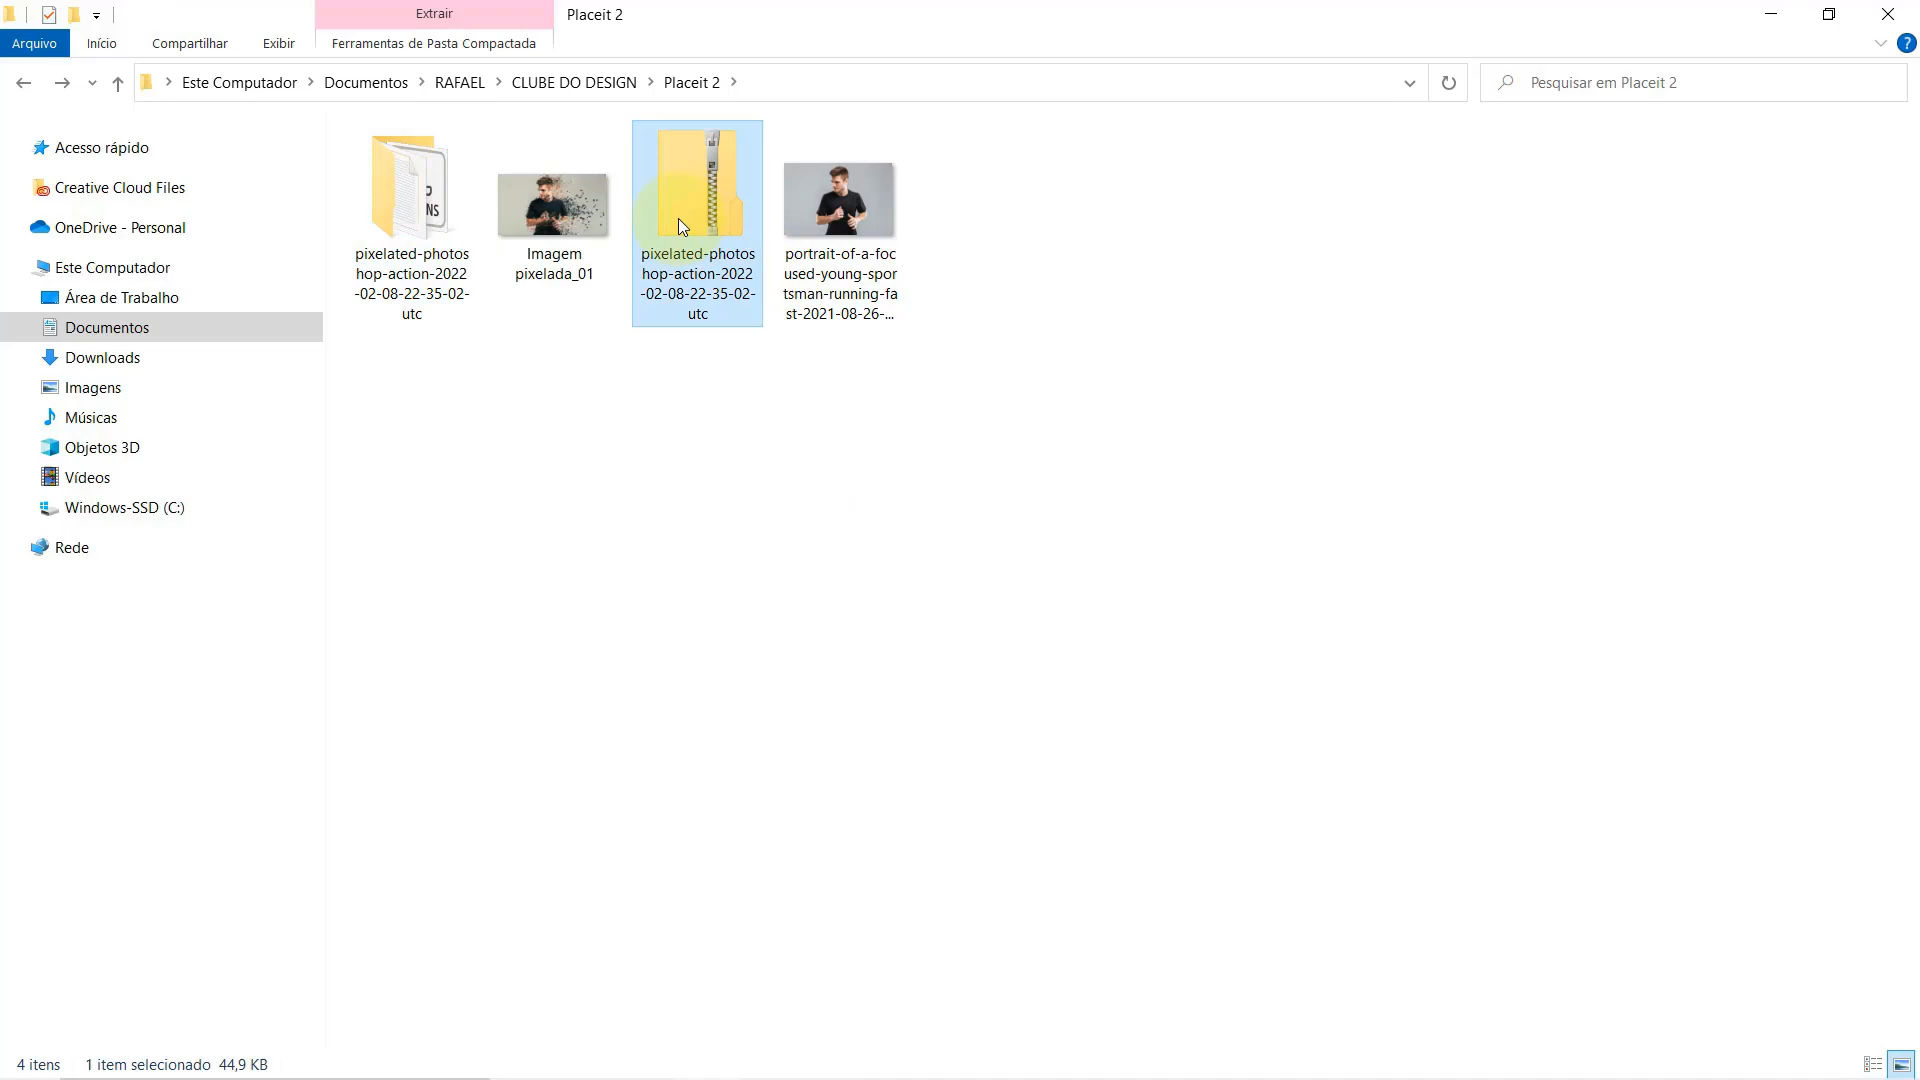 Extrair
Placeit 2
Arquivo
Início
Compartilhar
Exibir
Ferramentas de Pasta Compactada
?
Este Computador
Documentos
RAFAEL
CLUBE DO DESIGN
Placeit 2
Pesquisar em Placeit 2
Acesso rápido
Creative Cloud Files
OneDrive - Personal
Este Computador
Área de Trabalho
Documentos
Downloads
Imagens
Músicas
Objetos 3D
Vídeos
Windows-SSD (C:)
Rede
P
NS
pixelated-photos
hop-action-2022
-02-08-22-35-02-
utc
Imagem
pixelada_01
pixelated-photos
hop-action-2022
-02-08-22-35-02-
utc
portrait-of-a-foc
used-young-spor
tsman-running-fa
st-2021-08-26-...
4 itens
1 item selecionado 44,9 KB